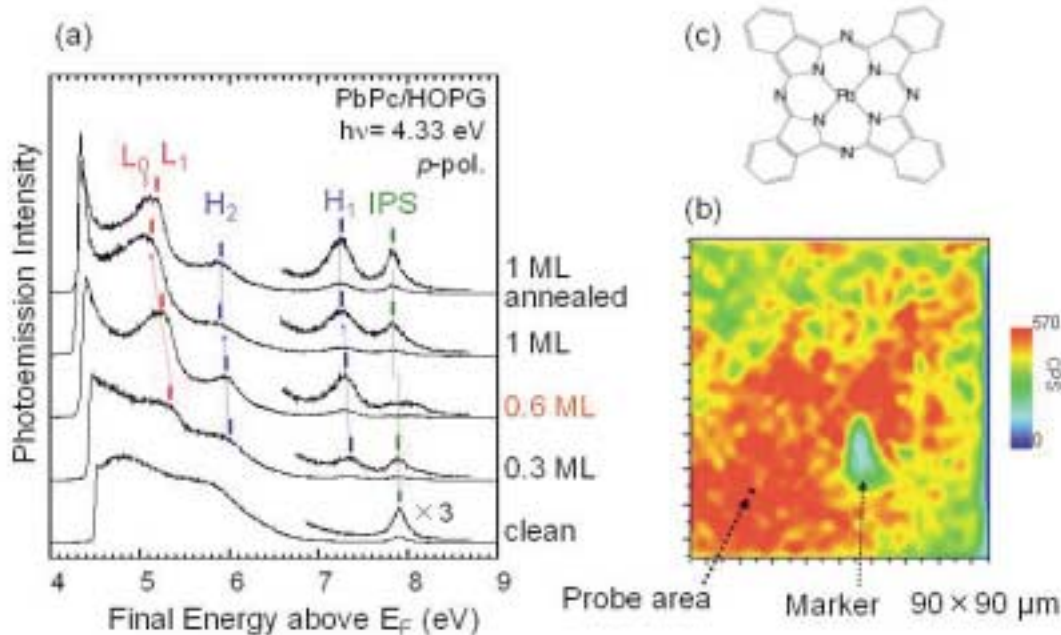 (a)
PbPc/HOPG
hν= 4.33 eV
p-pol.
L₀ L₁
H₂
H₁
IPS
1 ML
annealed
1 ML
0.6 ML
0.3 ML
×3
clean
Photoemission Intensity
4 5 6 7 8 9
Final Energy above E_F (eV)
(c)
N N N N N N N N
(b)
570
CPS
0
Probe area
Marker
90 × 90 μm